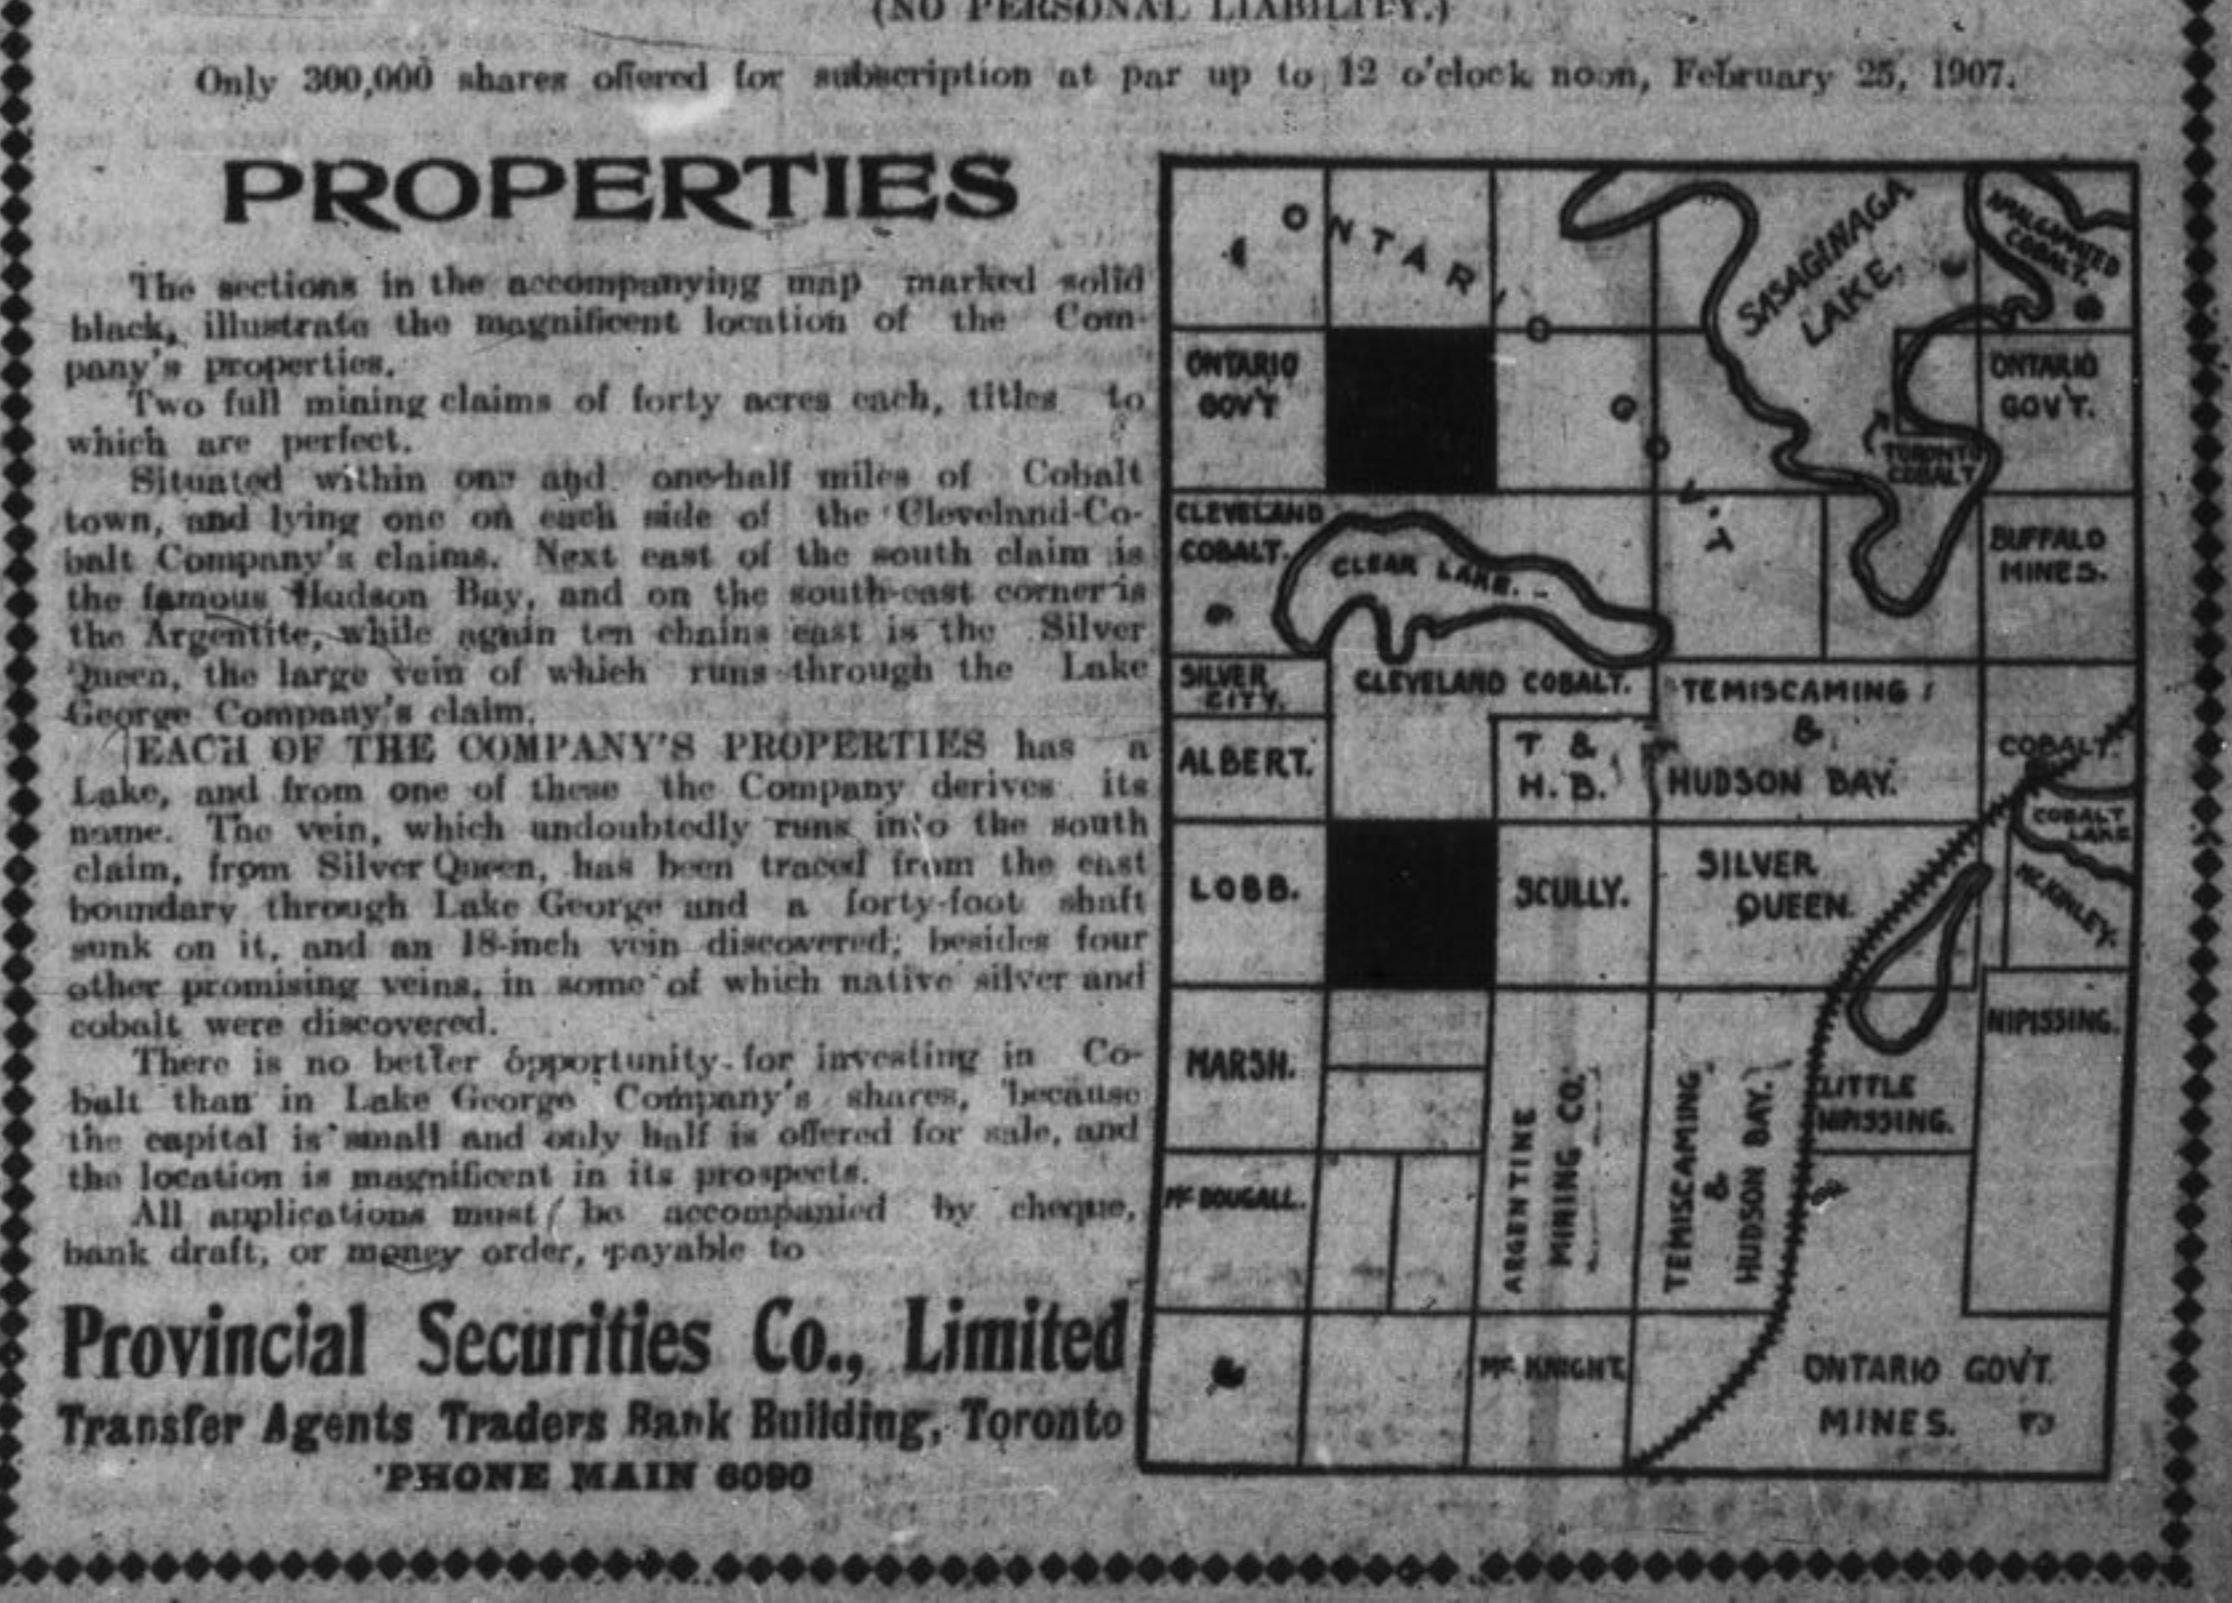 (NO PERSONAL LIABILITY.)
Only 300,000 shares offered for subscription at par up to 12 o'clock noon, February 25, 1907.
PROPERTIES
The sections in the accompanying map marked solid
black, illustrate the magnificent location of the Com-
pany's properties.
Two full mining claims of forty acres each, titles to
which are perfect.
Situated within one and one-half miles of Cobalt
town, and lying one on each side of the Cleveland-Co-
balt Company's claims. Next east of the south claim is
the famous Hudson Bay, and on the south-east corner is
the Argentite, while again ten chains east is the Silver
Queen, the large vein of which runs through the Lake
George Company's claim.
EACH OF THE COMPANY'S PROPERTIES has a
Lake, and from one of these the Company derives its
name. The vein, which undoubtedly runs into the south
claim, from Silver Queen, has been traced from the east
boundary through Lake George and a forty-foot shaft
sunk on it, and an 18-inch vein discovered; besides four
other promising veins, in some of which native silver and
cobalt were discovered.
There is no better opportunity for investing in Co-
balt than in Lake George Company's shares, because
the capital is small and only half is offered for sale, and
the location is magnificent in its prospects.
All applications must be accompanied by cheque,
bank draft, or money order, payable to
Provincial Securities Co., Limited
Transfer Agents Traders Bank Building, Toronto
'PHONE MAIN 6090
ONTARIO GOV'T
SASAGINAGA
LAKE.
AMALGAMATED
COBALT.
ONTARIO
GOV'T
ONTARIO
GOV'T.
TORONTO
COBALT
CLEVELAND
COBALT.
CLEAR LAKE.
BUFFALO
MINES.
SILVER
CITY.
CLEVELAND COBALT.
TEMISCAMING
&
HUDSON BAY.
COBALT.
ALBERT.
T &
H. B.
COBALT
LAKE
LOBB.
SCULLY.
SILVER
QUEEN.
McKINLEY.
MARSH.
NIPISSING.
LITTLE
NIPISSING.
McDOUGALL.
ARGENTINE
MINING CO.
TEMISCAMING
&
HUDSON BAY.
McKNIGHT.
ONTARIO GOV'T.
MINES.